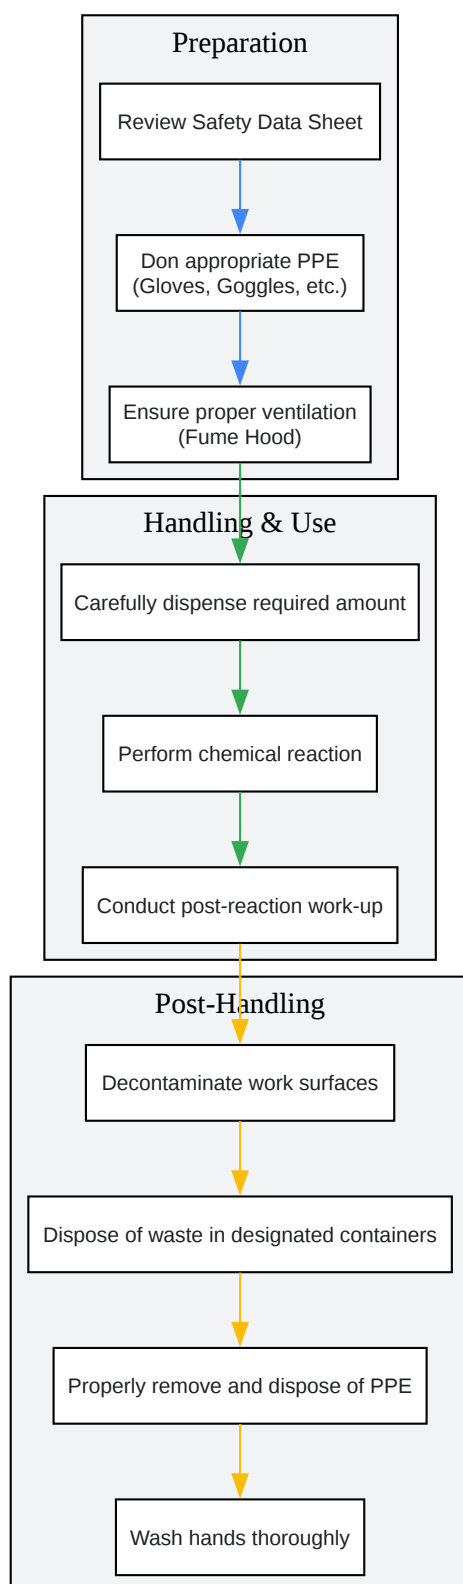 Preparation
Review Safety Data Sheet
Don appropriate PPE
(Gloves, Goggles, etc.)
Ensure proper ventilation
(Fume Hood)
Handling & Use
Carefully dispense required amount
Perform chemical reaction
Conduct post-reaction work-up
Post-Handling
Decontaminate work surfaces
Dispose of waste in designated containers
Properly remove and dispose of PPE
Wash hands thoroughly